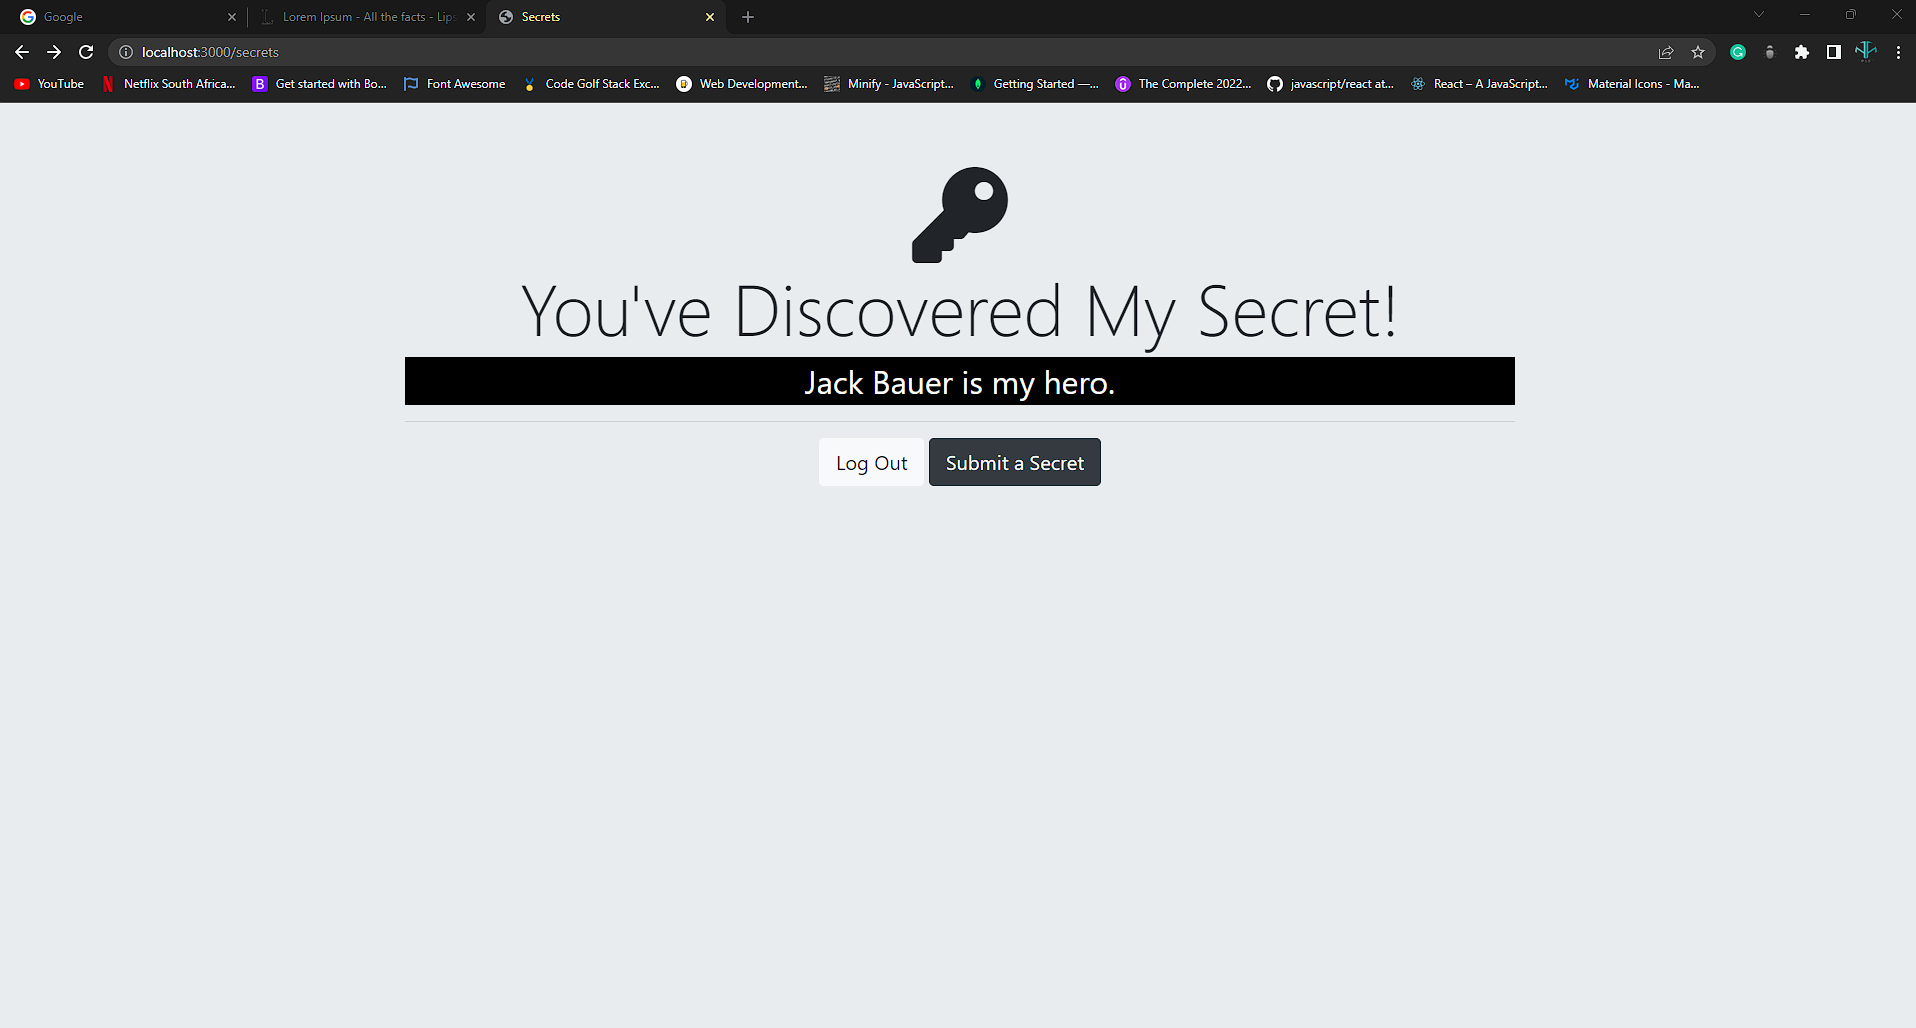 Google
Lorem Ipsum - All the facts - Lips
Secrets
localhost:3000/secrets
YouTube
Netflix South Africa...
Get started with Bo...
Font Awesome
Code Golf Stack Exc...
Web Development...
Minify - JavaScript...
Getting Started —...
The Complete 2022...
javascript/react at...
React – A JavaScript...
Material Icons - Ma...
You've Discovered My Secret!
Jack Bauer is my hero.
Log Out
Submit a Secret